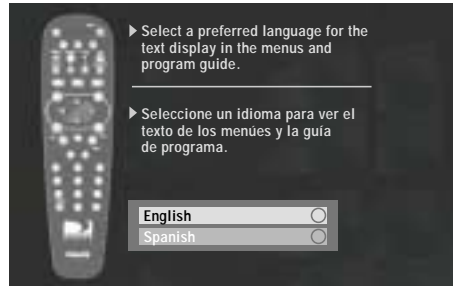 Select a preferred language for the
text display in the menus and
program guide.
Seleccione un idioma para ver el
texto de los menúes y la guía
de programa.
English
Spanish